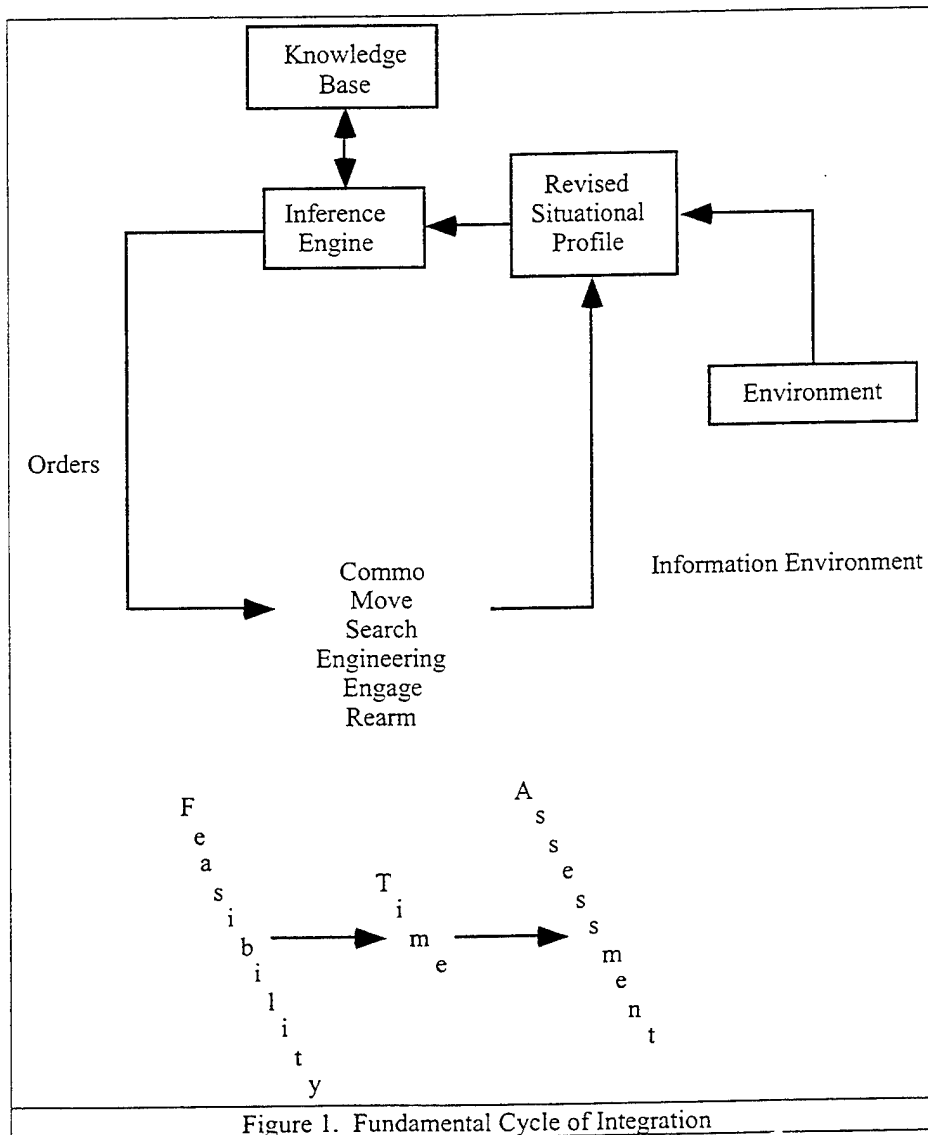 Knowledge
Base
Inference
Engine
Revised
Situational
Profile
Environment
Orders
Information Environment
Commo
Move
Search
Engineering
Engage
Rearm
Feasibility
Time
Assessment
Figure 1. Fundamental Cycle of Integration